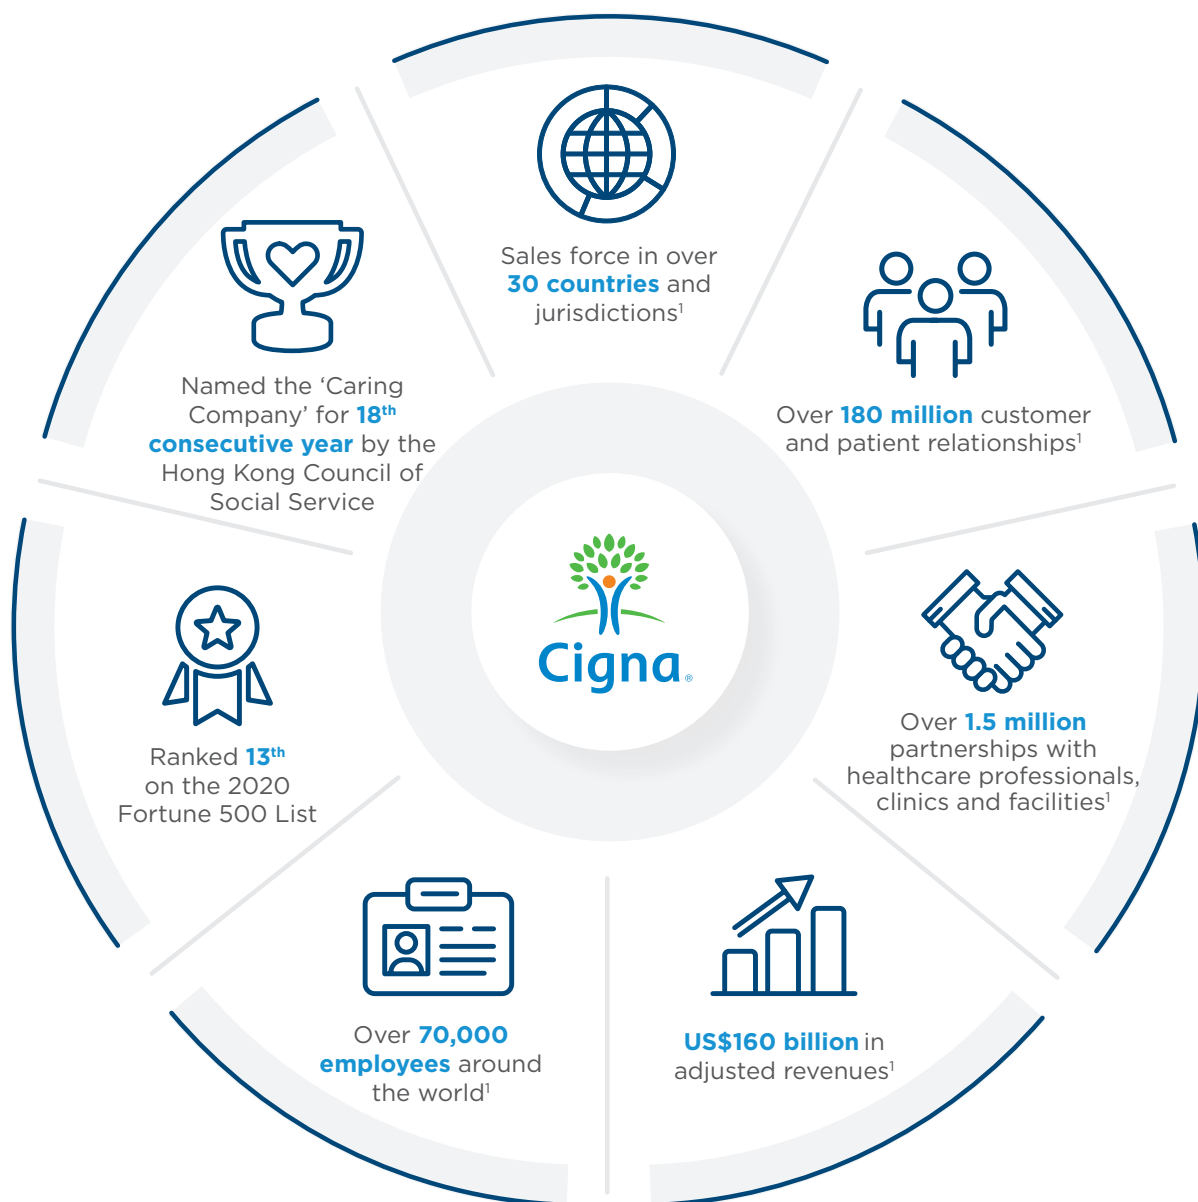 Sales force in over
30 countries and
jurisdictions¹
Over 180 million customer
and patient relationships¹
Over 1.5 million
partnerships with
healthcare professionals,
clinics and facilities¹
US$160 billion in
adjusted revenues¹
Over 70,000
employees around
the world¹
Ranked 13th
on the 2020
Fortune 500 List
Named the ‘Caring
Company’ for 18th
consecutive year by the
Hong Kong Council of
Social Service
Cigna®